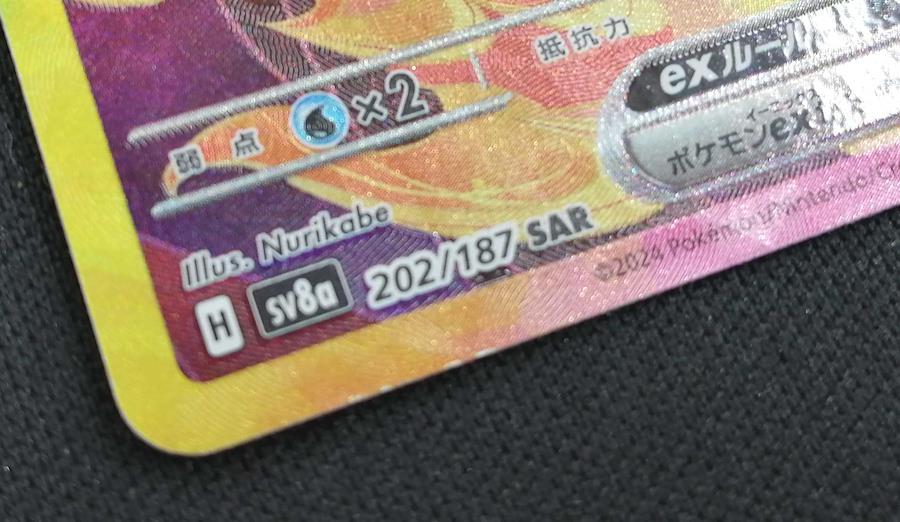 抵抗力
弱点 ×2
exルール
イーエックス
ポケモンex
Illus. Nurikabe
H sv8a 202/187 SAR
©2024 Pokémon/Nintendo/Cr